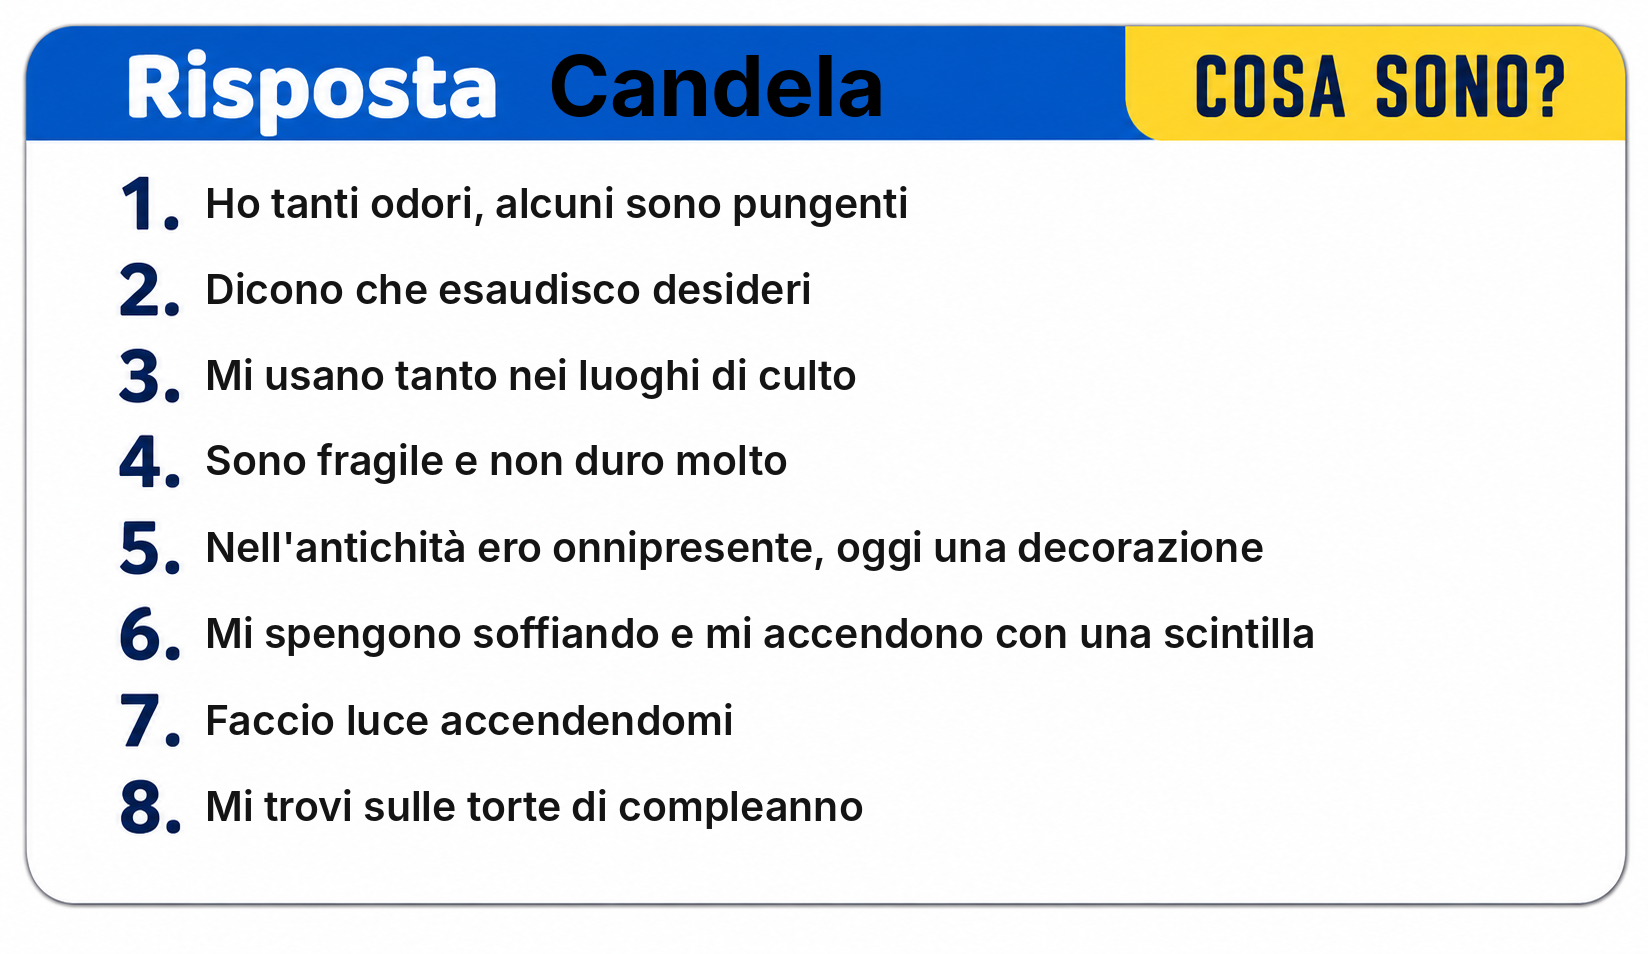 Risposta Candela COSA SONO?
1. Ho tanti odori, alcuni sono pungenti
2. Dicono che esaudisco desideri
3. Mi usano tanto nei luoghi di culto
4. Sono fragile e non duro molto
5. Nell'antichità ero onnipresente, oggi una decorazione
6. Mi spengono soffiando e mi accendono con una scintilla
7. Faccio luce accendendomi
8. Mi trovi sulle torte di compleanno